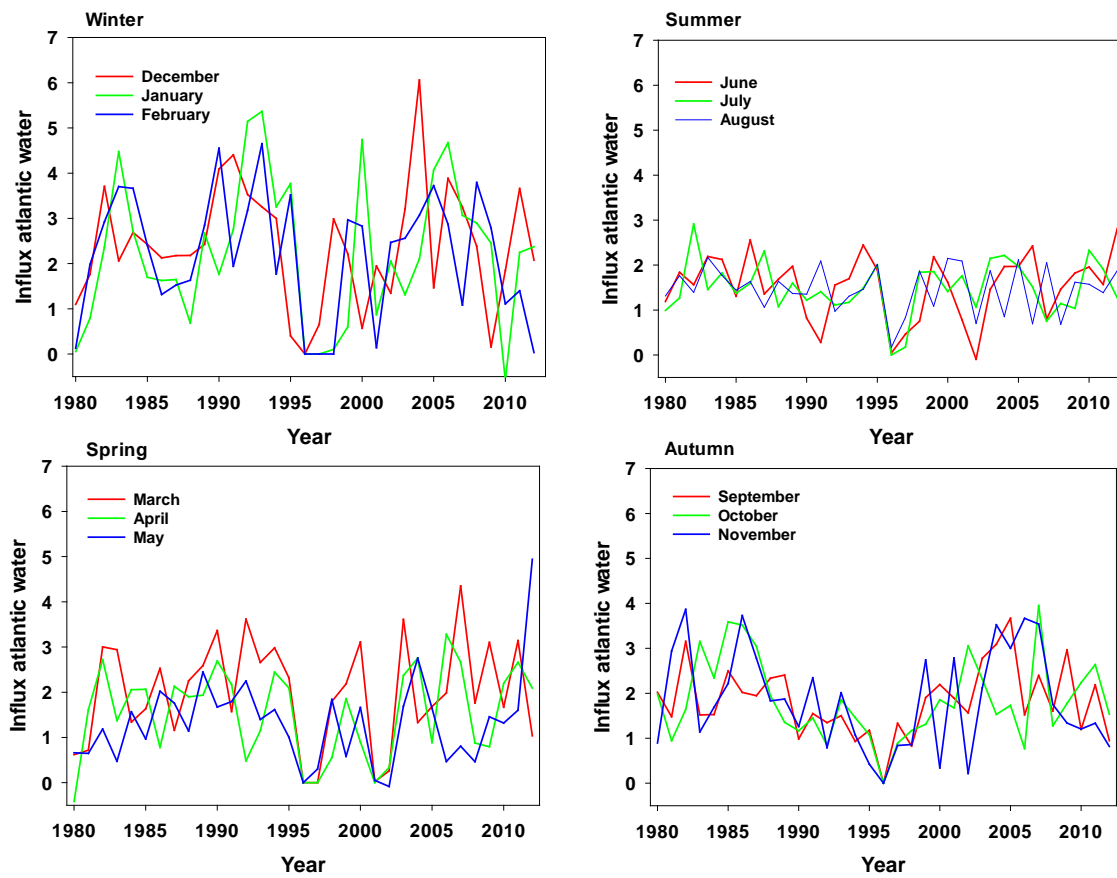 Winter
7
6
5
4
3
2
1
0
Influx atlantic water
December
January
February
1980 1985 1990 1995 2000 2005 2010
Year
Summer
7
6
5
4
3
2
1
0
Influx atlantic water
June
July
August
1980 1985 1990 1995 2000 2005 2010
Year
Spring
7
6
5
4
3
2
1
0
Influx atlantic water
March
April
May
1980 1985 1990 1995 2000 2005 2010
Year
Autumn
7
6
5
4
3
2
1
0
Influx atlantic water
September
October
November
1980 1985 1990 1995 2000 2005 2010
Year